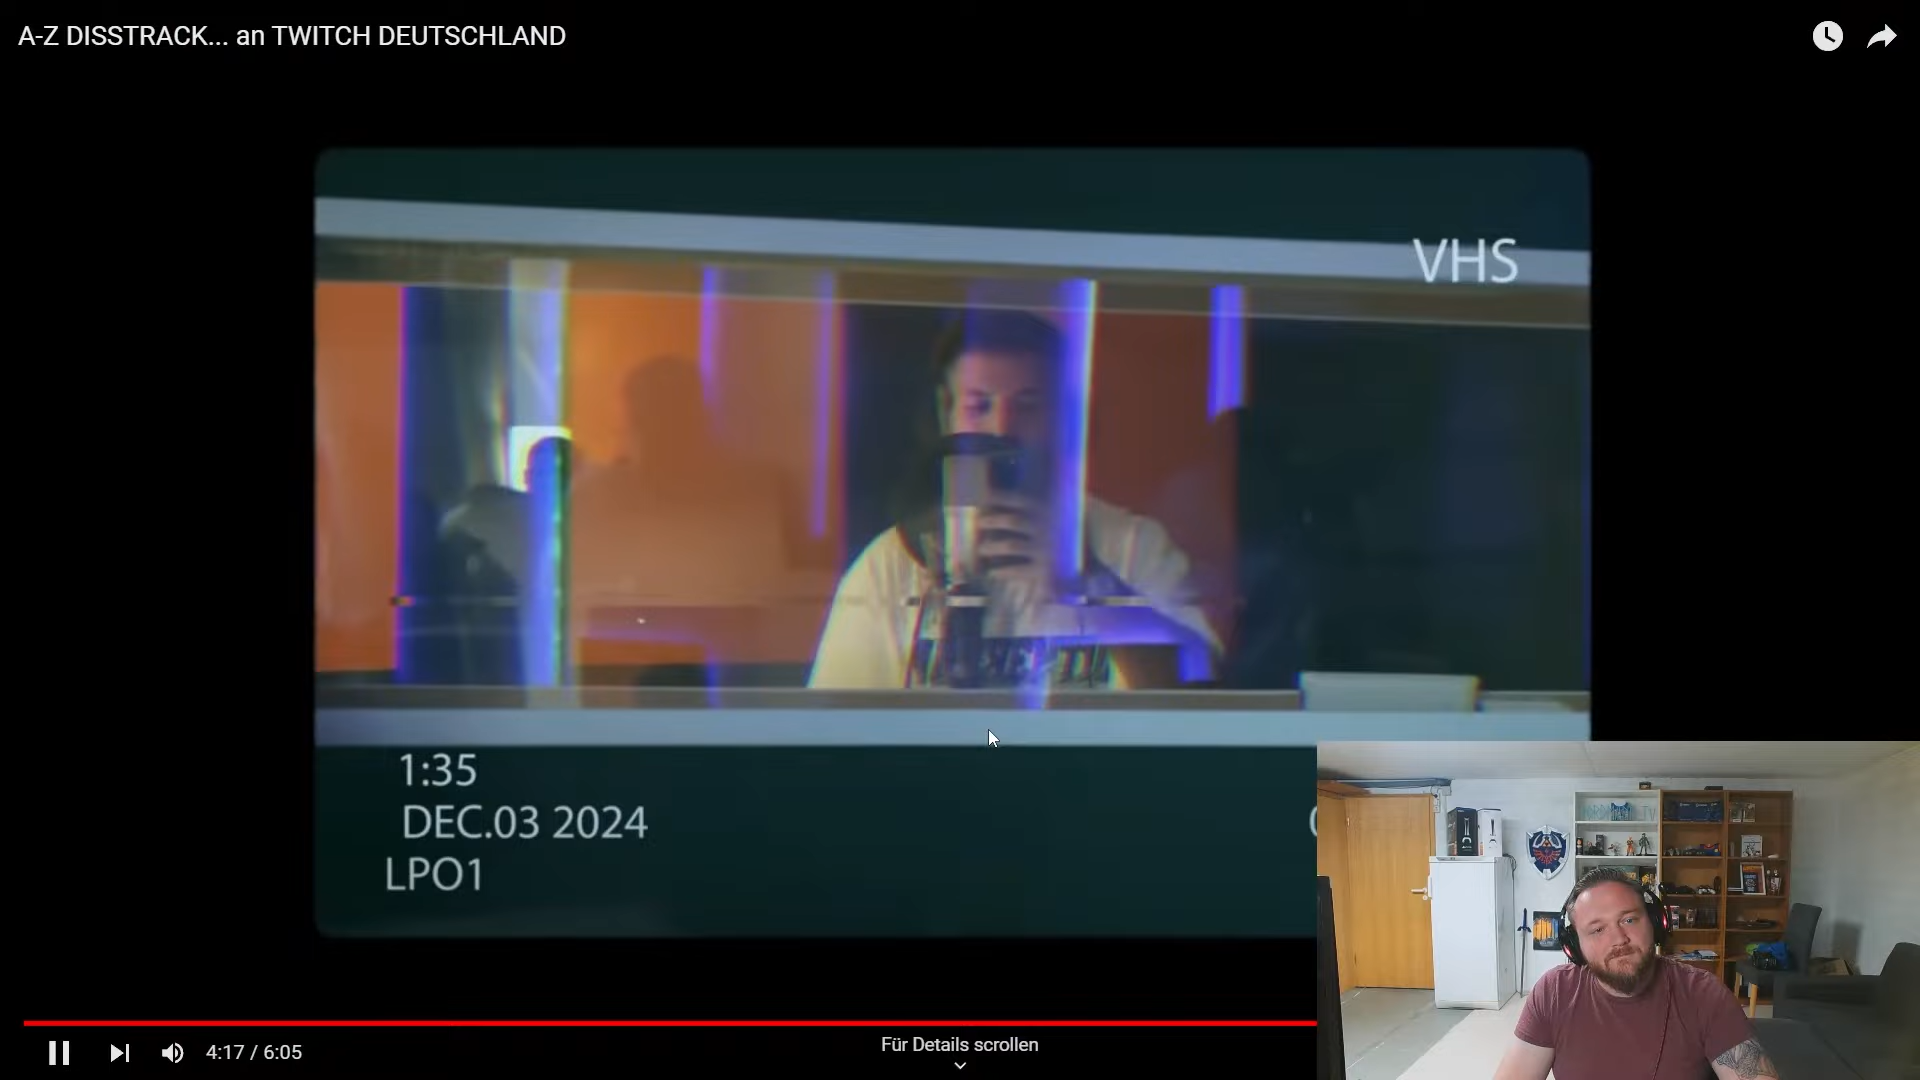 A-Z DISSTRACK... an TWITCH DEUTSCHLAND
VHS
1:35
DEC.03 2024
LPO1
4:17 / 6:05
Für Details scrollen